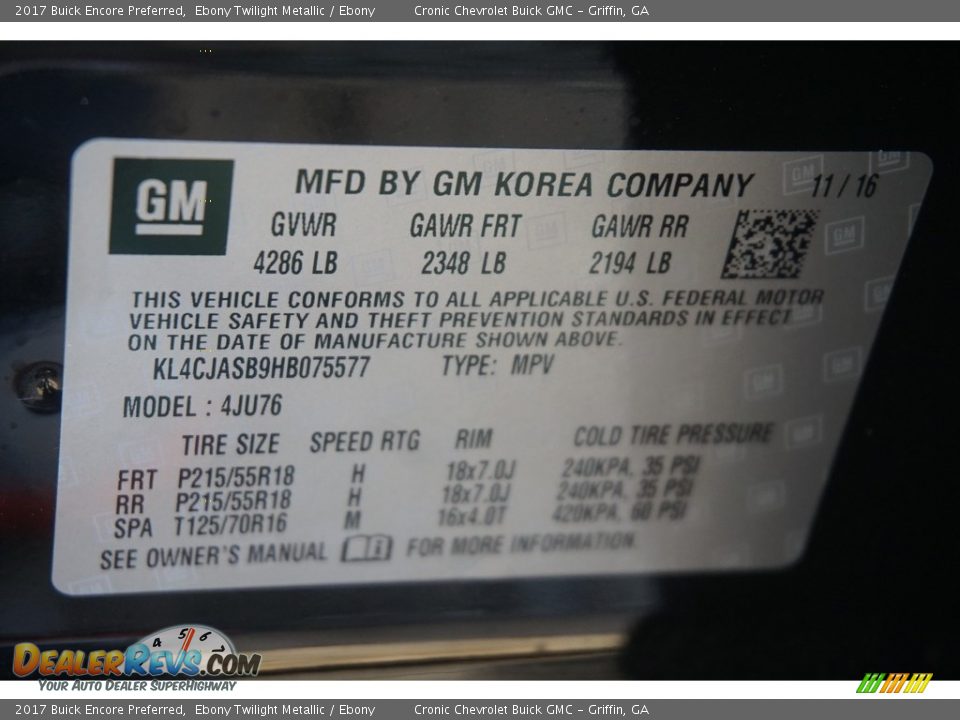 2017 Buick Encore Preferred, Ebony Twilight Metallic / Ebony Cronic Chevrolet Buick GMC – Griffin, GA
GM MFD BY GM KOREA COMPANY 11 / 16
GVWR GAWR FRT GAWR RR
4286 LB 2348 LB 2194 LB
THIS VEHICLE CONFORMS TO ALL APPLICABLE U.S. FEDERAL MOTOR
VEHICLE SAFETY AND THEFT PREVENTION STANDARDS IN EFFECT
ON THE DATE OF MANUFACTURE SHOWN ABOVE.
KL4CJASB9HB075577 TYPE: MPV
MODEL : 4JU76
TIRE SIZE SPEED RTG RIM COLD TIRE PRESSURE
FRT P215/55R18 H 18x7.0J 240KPA, 35 PSI
RR P215/55R18 H 18x7.0J 240KPA, 35 PSI
SPA T125/70R16 M 16x4.0T 420KPA, 60 PSI
SEE OWNER'S MANUAL FOR MORE INFORMATION.
4 5 6 7
DEALERREVS.COM
YOUR AUTO DEALER SUPERHIGHWAY
2017 Buick Encore Preferred, Ebony Twilight Metallic / Ebony Cronic Chevrolet Buick GMC – Griffin, GA